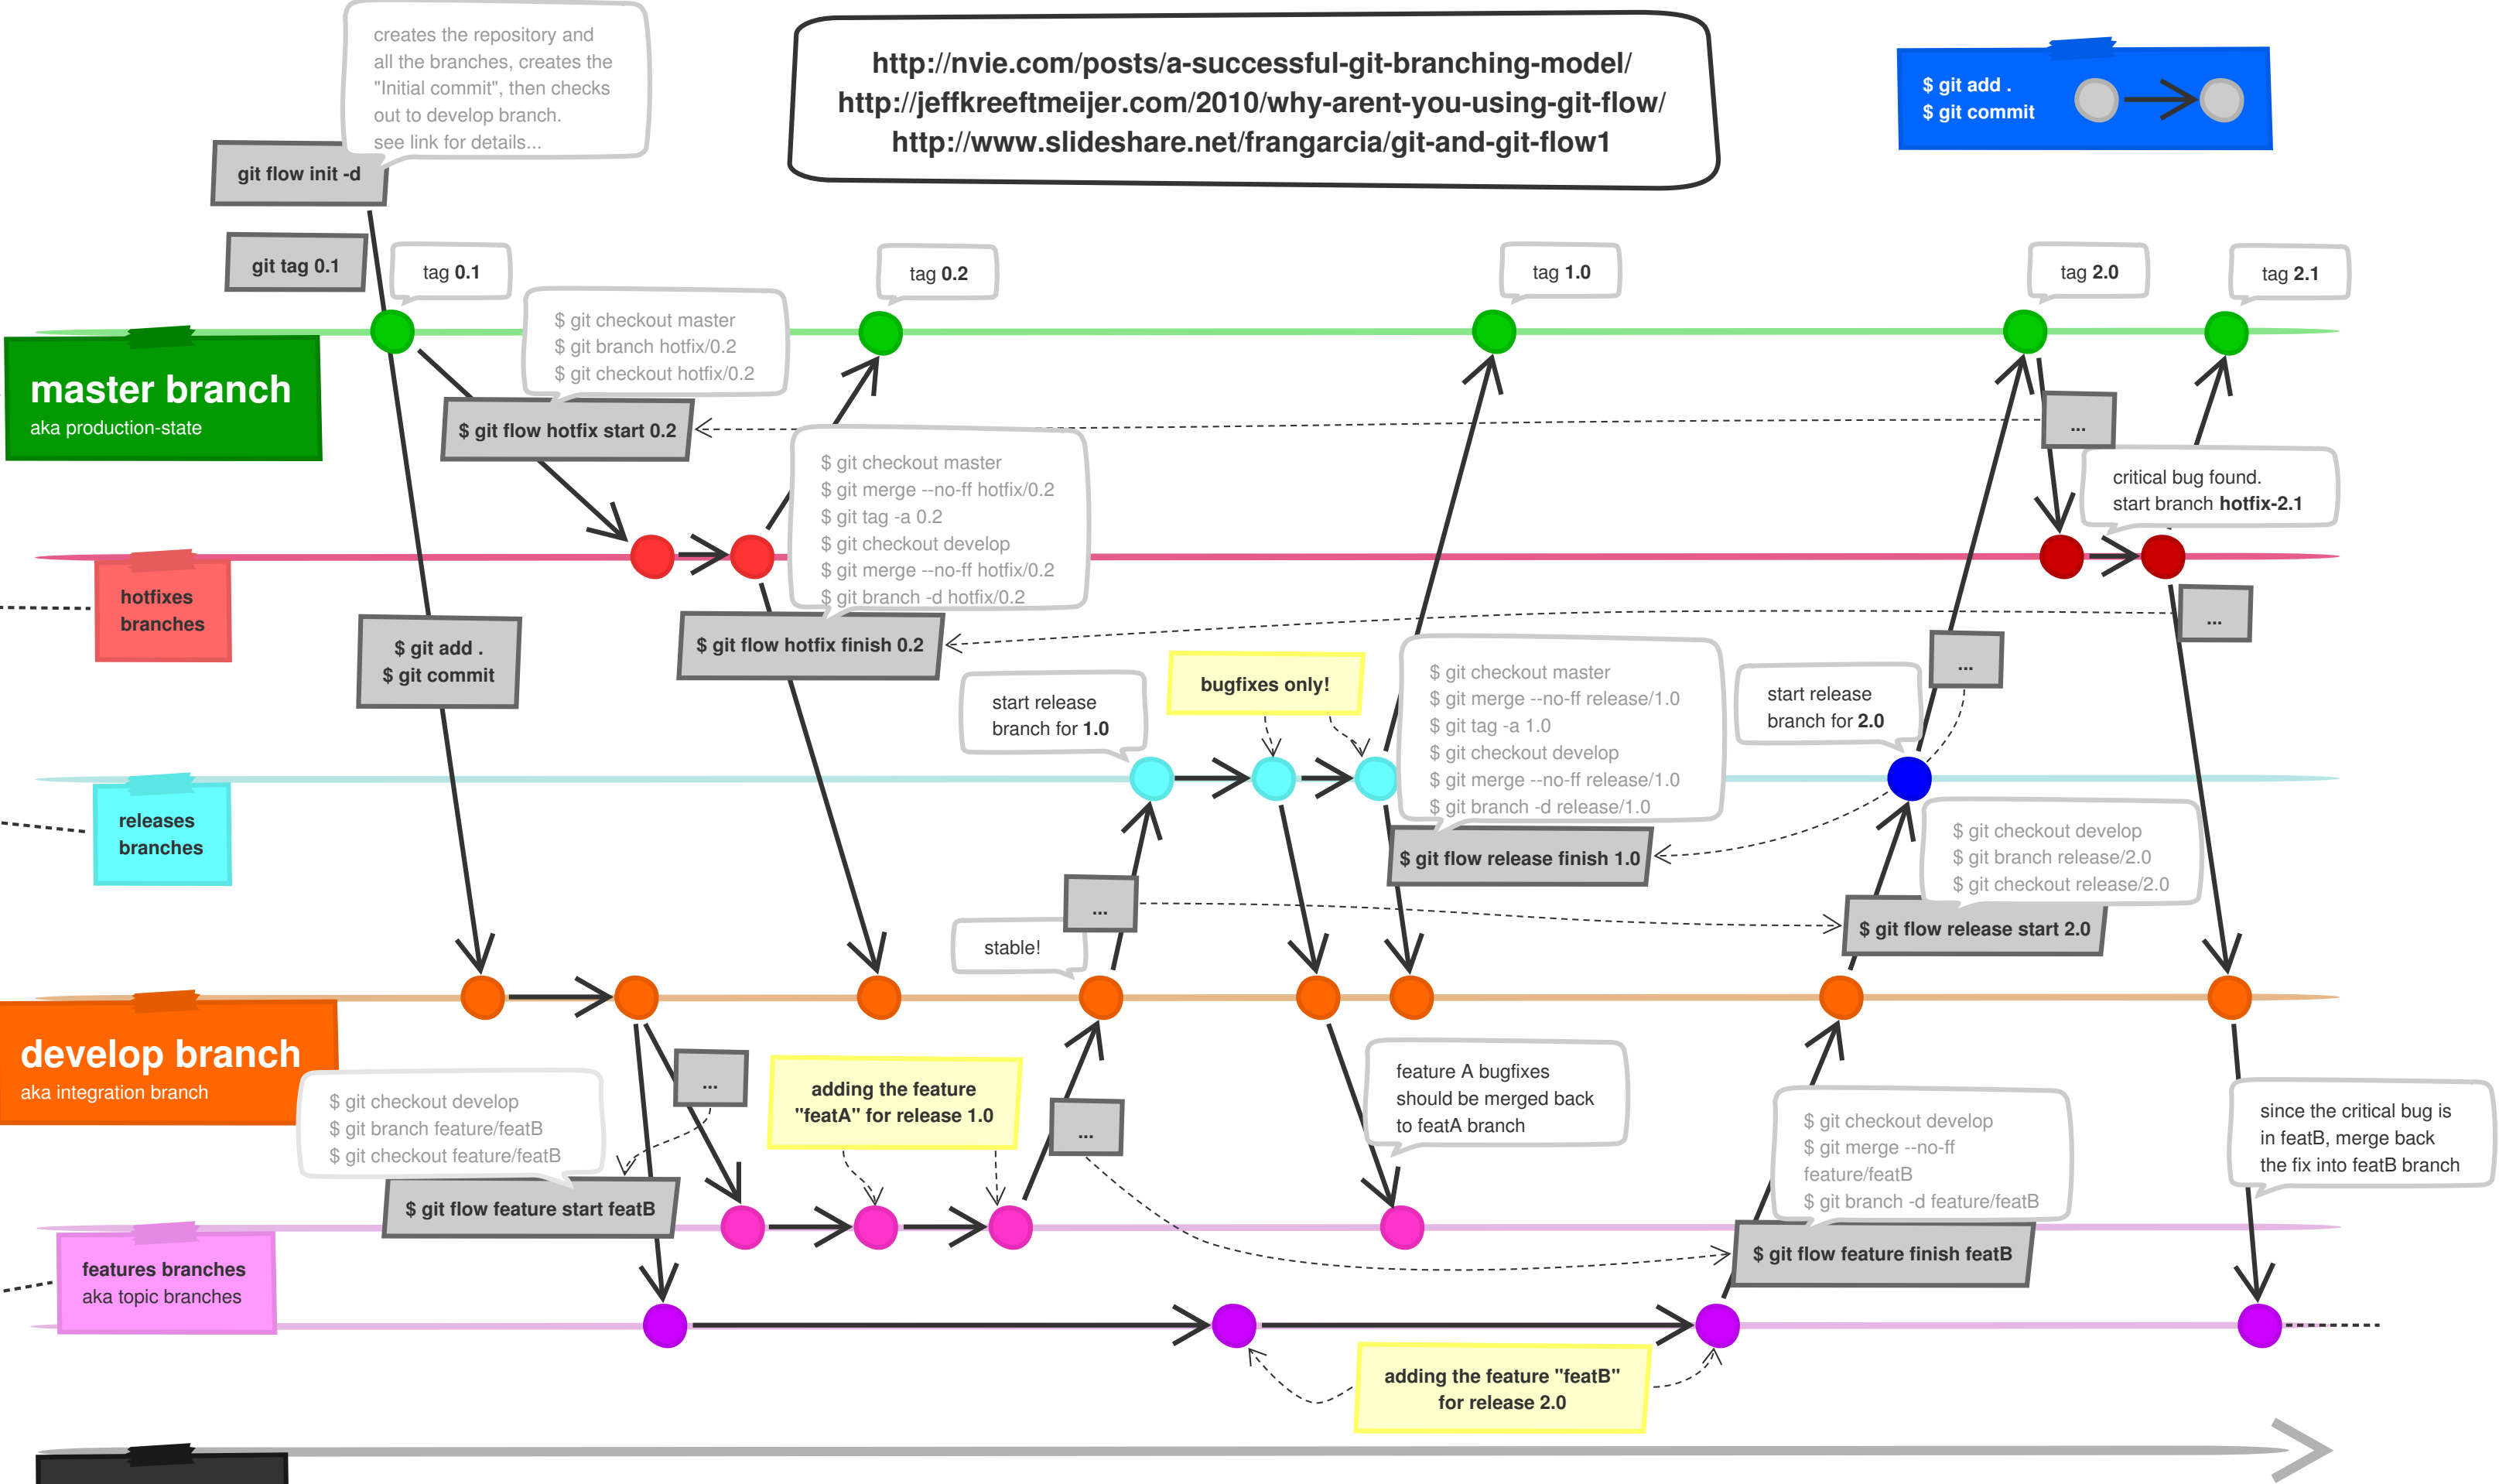 creates the repository and
all the branches, creates the
"Initial commit", then checks
out to develop branch.
see link for details...
git flow init -d
http://nvie.com/posts/a-successful-git-branching-model/
http://jeffkreeftmeijer.com/2010/why-arent-you-using-git-flow/
http://www.slideshare.net/frangarcia/git-and-git-flow1
$ git add .
$ git commit
git tag 0.1
tag 0.1
tag 0.2
tag 1.0
tag 2.0
tag 2.1
master branch
aka production-state
$ git checkout master
$ git branch hotfix/0.2
$ git checkout hotfix/0.2
$ git flow hotfix start 0.2
...
$ git checkout master
$ git merge --no-ff hotfix/0.2
$ git tag -a 0.2
$ git checkout develop
$ git merge --no-ff hotfix/0.2
$ git branch -d hotfix/0.2
critical bug found.
start branch hotfix-2.1
hotfixes
branches
$ git add .
$ git commit
$ git flow hotfix finish 0.2
...
start release
branch for 1.0
bugfixes only!
$ git checkout master
$ git merge --no-ff release/1.0
$ git tag -a 1.0
$ git checkout develop
$ git merge --no-ff release/1.0
$ git branch -d release/1.0
start release
branch for 2.0
...
releases
branches
$ git flow release finish 1.0
$ git checkout develop
$ git branch release/2.0
$ git checkout release/2.0
...
stable!
$ git flow release start 2.0
develop branch
aka integration branch
$ git checkout develop
$ git branch feature/featB
$ git checkout feature/featB
...
adding the feature
"featA" for release 1.0
...
feature A bugfixes
should be merged back
to featA branch
$ git checkout develop
$ git merge --no-ff
feature/featB
$ git branch -d feature/featB
since the critical bug is
in featB, merge back
the fix into featB branch
$ git flow feature start featB
$ git flow feature finish featB
features branches
aka topic branches
adding the feature "featB"
for release 2.0